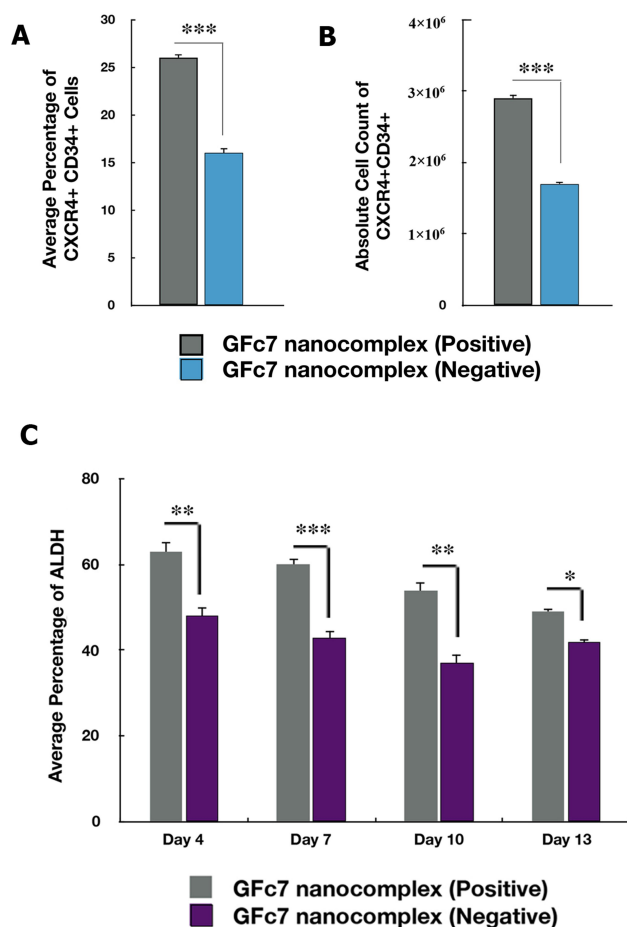 A
Average Percentage of
CXCR4+ CD34+ Cells
30
25
20
15
10
5
0
***
B
Absolute Cell Count of
CXCR4+CD34+
4×10⁶
3×10⁶
2×10⁶
1×10⁶
0
***
GFc7 nanocomplex (Positive)
GFc7 nanocomplex (Negative)
C
Average Percentage of ALDH
80
60
40
20
0
**
***
**
*
Day 4
Day 7
Day 10
Day 13
GFc7 nanocomplex (Positive)
GFc7 nanocomplex (Negative)